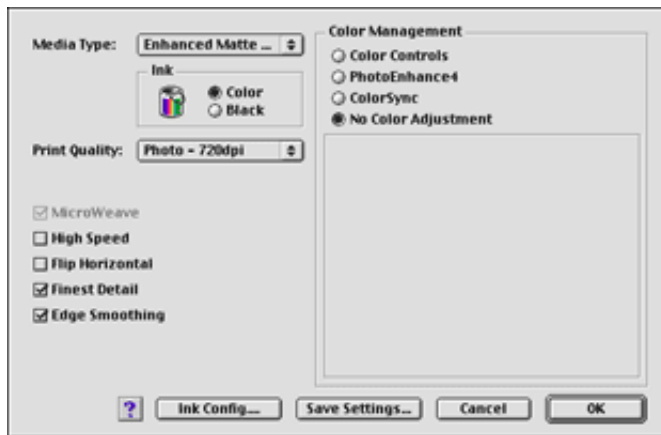 Media Type: Enhanced Matte ...
Ink
Color
Black
Print Quality: Photo - 720dpi
MicroWeave
High Speed
Flip Horizontal
Finest Detail
Edge Smoothing
Color Management
Color Controls
PhotoEnhance4
ColorSync
No Color Adjustment
? Ink Config... Save Settings... Cancel OK